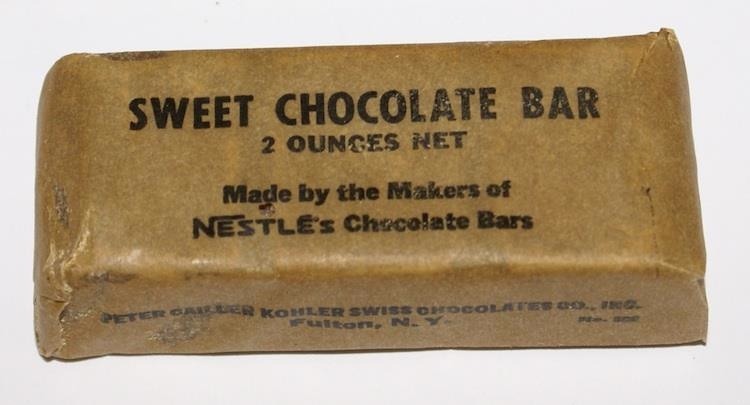 SWEET CHOCOLATE BAR
2 OUNCES NET
Made by the Makers of
NESTLE'S Chocolate Bars
PETER CAILLER KOHLER SWISS CHOCOLATES CO., INC.
Fulton, N. Y.
No.